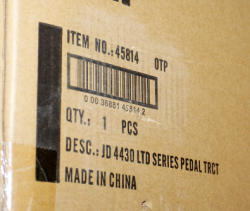 ITEM NO.:45814 OTP
0 00 36881 45814 2
QTY.: 1 PCS
DESC.: JD 4430 LTD SERIES PEDAL TRCT
MADE IN CHINA